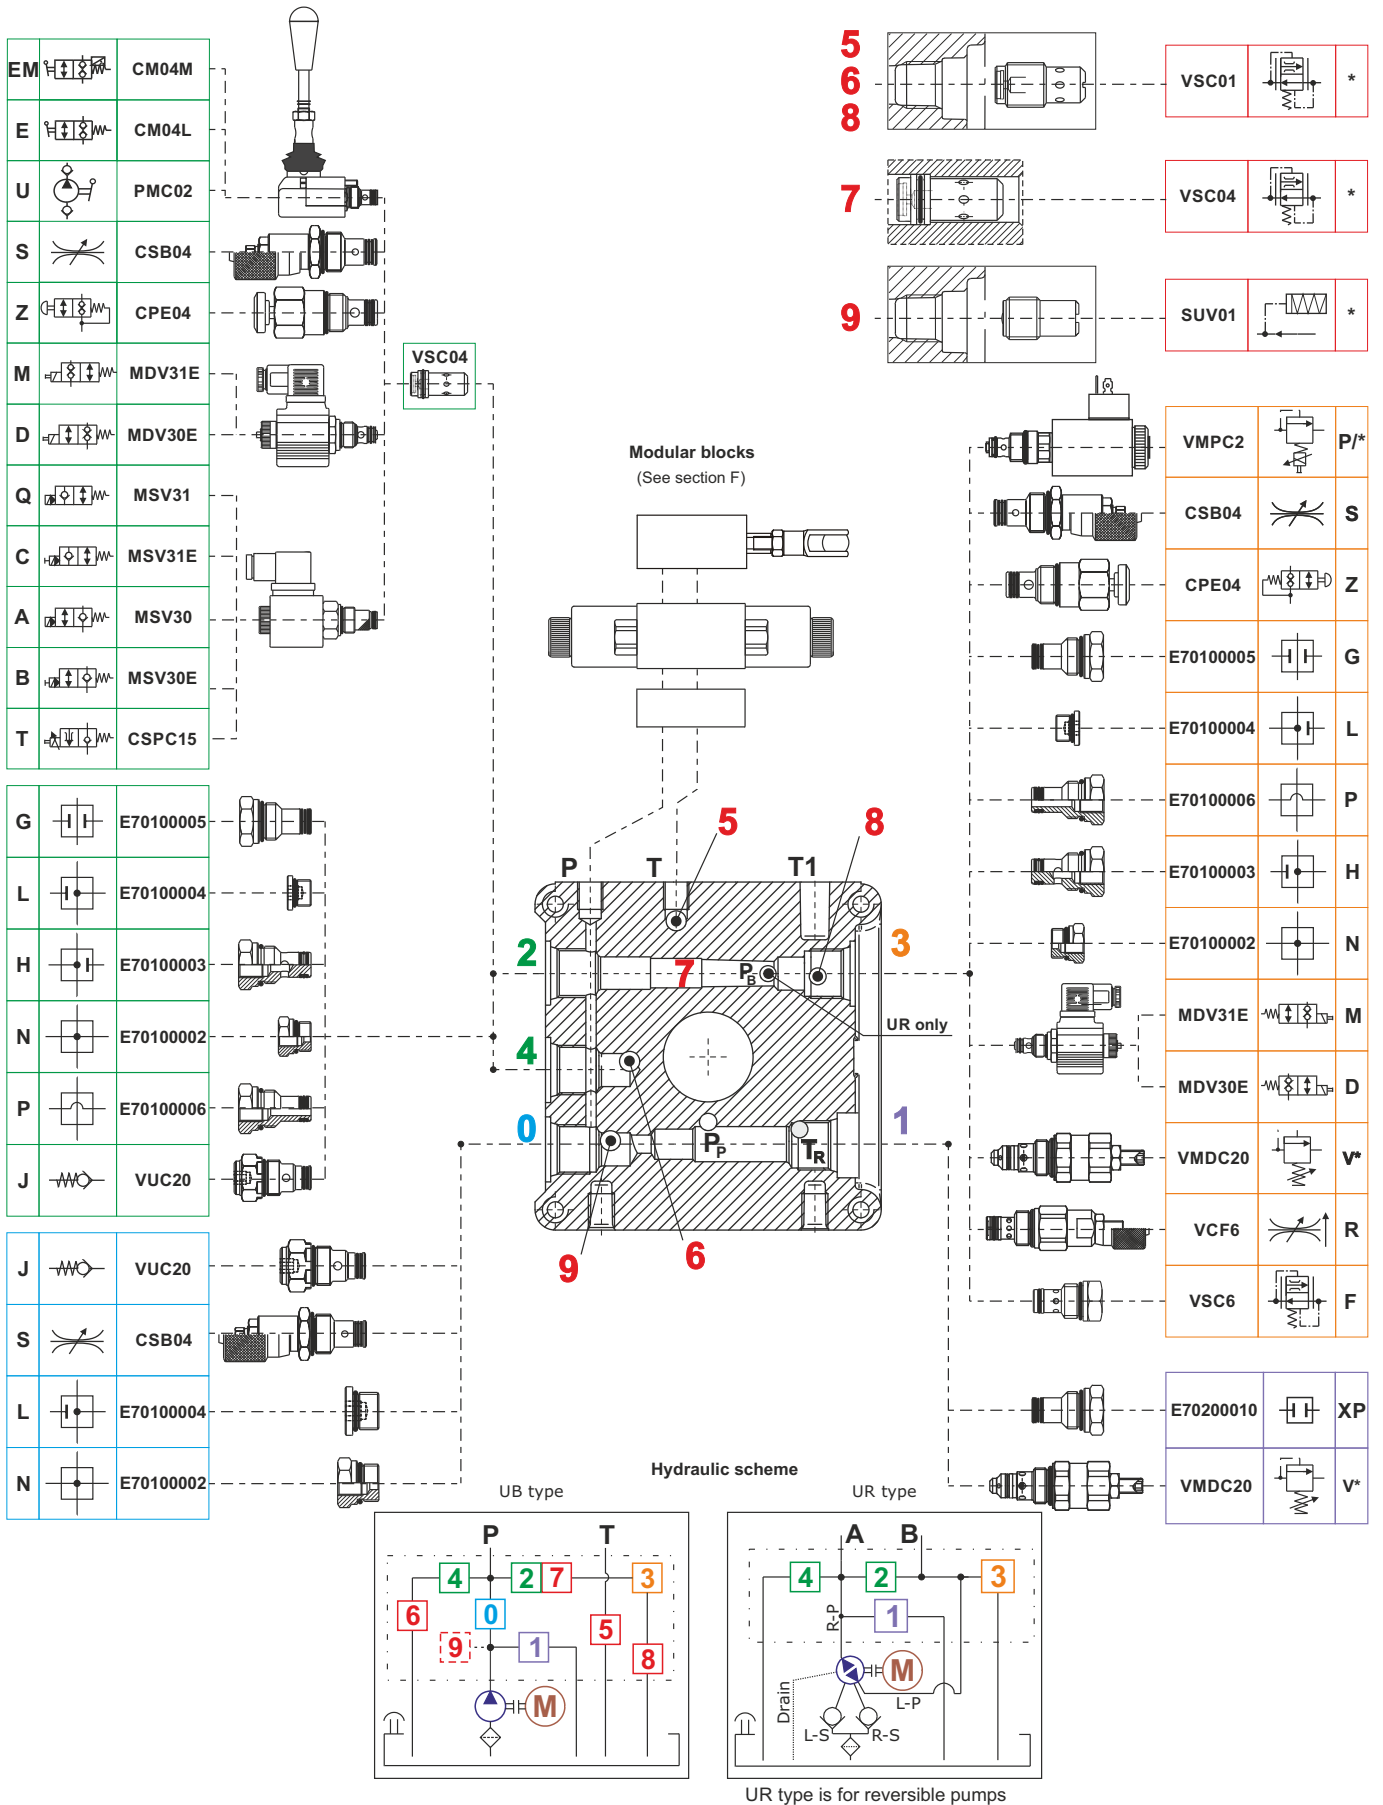 EM CM04M
E CM04L
U PMC02
S CSB04
Z CPE04
M MDV31E
D MDV30E
Q MSV31
C MSV31E
A MSV30
B MSV30E
T CSPC15
VSC04
G E70100005
L E70100004
H E70100003
N E70100002
P E70100006
J VUC20
J VUC20
S CSB04
L E70100004
N E70100002
5
6
8
VSC01 *
7
VSC04 *
9
SUV01 *
VMPC2 P/*
CSB04 S
CPE04 Z
E70100005 G
E70100004 L
E70100006 P
E70100003 H
E70100002 N
MDV31E M
MDV30E D
VMDC20 V*
VCF6 R
VSC6 F
E70200010 XP
VMDC20 V*
Modular blocks
(See section F)
5 8
P T T1
2 3
7 PB
UR only
4
0 1
PP TR
9 6
Hydraulic scheme
UB type
P T
4 2 7 3
6 0 5
9 1 8
M
UR type
A B
4 2 3
R-P 1
M
Drain
L-P
L-S R-S
UR type is for reversible pumps